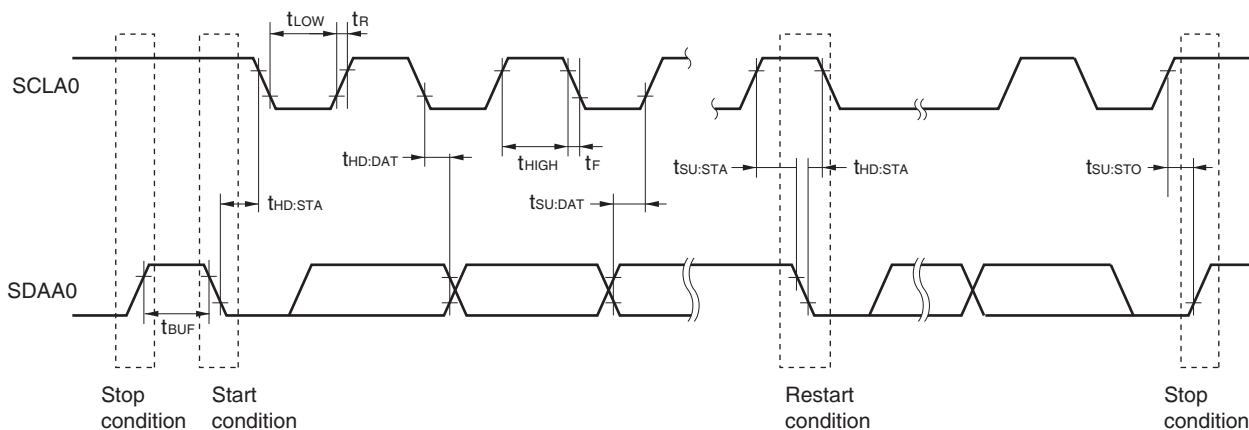 tLOW
tR
SCLA0
tHD:DAT
tHIGH
tF
tSU:STA
tHD:STA
tSU:STO
tHD:STA
tSU:DAT
SDAA0
tBUF
Stop
condition
Start
condition
Restart
condition
Stop
condition